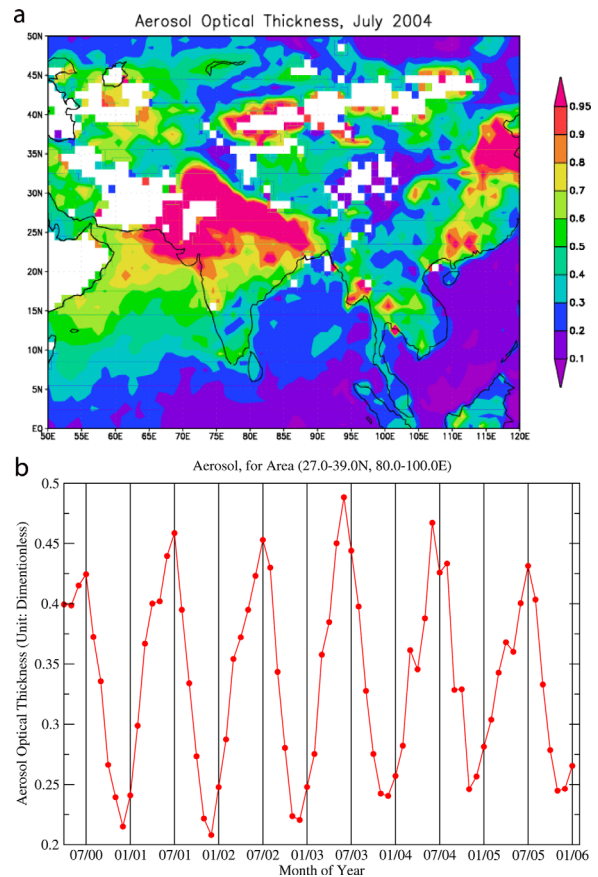 a
Aerosol Optical Thickness, July 2004
50N
45N
40N
35N
30N
25N
20N
15N
10N
5N
EQ
50E 55E 60E 65E 70E 75E 80E 85E 90E 95E 100E 105E 110E 115E 120E
0.95
0.9
0.8
0.7
0.6
0.5
0.4
0.3
0.2
0.1
b
Aerosol, for Area (27.0-39.0N, 80.0-100.0E)
Aerosol Optical Thickness (Unit: Dimentionless)
0.5
0.45
0.4
0.35
0.3
0.25
0.2
07/00 01/01 07/01 01/02 07/02 01/03 07/03 01/04 07/04 01/05 07/05 01/06
Month of Year